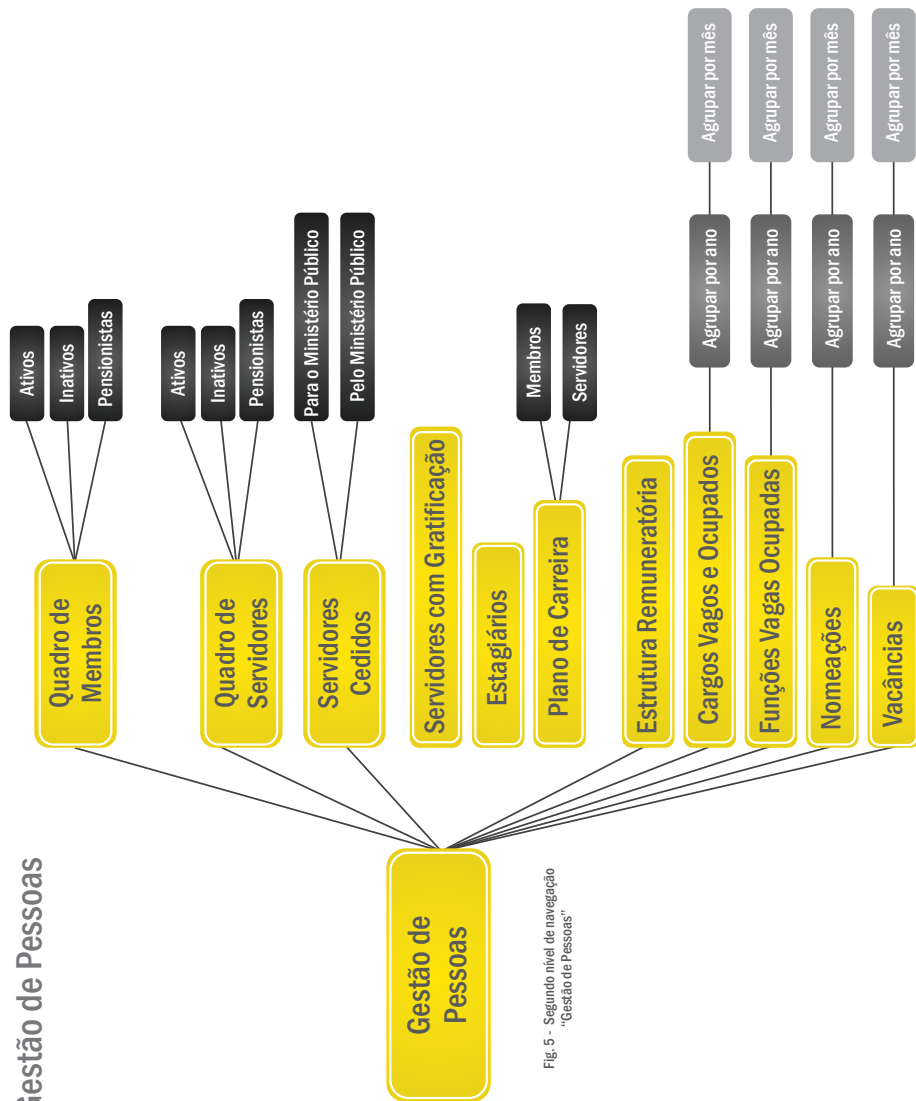 Gestão de Pessoas
Gestão de
Pessoas
Quadro de
Membros
Ativos
Inativos
Pensionistas
Quadro de
Servidores
Ativos
Inativos
Pensionistas
Servidores
Cedidos
Para o Ministério Público
Pelo Ministério Público
Servidores com Gratificação
Estagiários
Plano de Carreira
Membros
Servidores
Estrutura Remuneratória
Cargos Vagos e Ocupados
Agrupar por ano
Agrupar por mês
Funções Vagas Ocupadas
Agrupar por ano
Agrupar por mês
Nomeações
Agrupar por ano
Agrupar por mês
Vacâncias
Agrupar por ano
Agrupar por mês
Fig. 5 - Segundo nível de navegação
“Gestão de Pessoas”